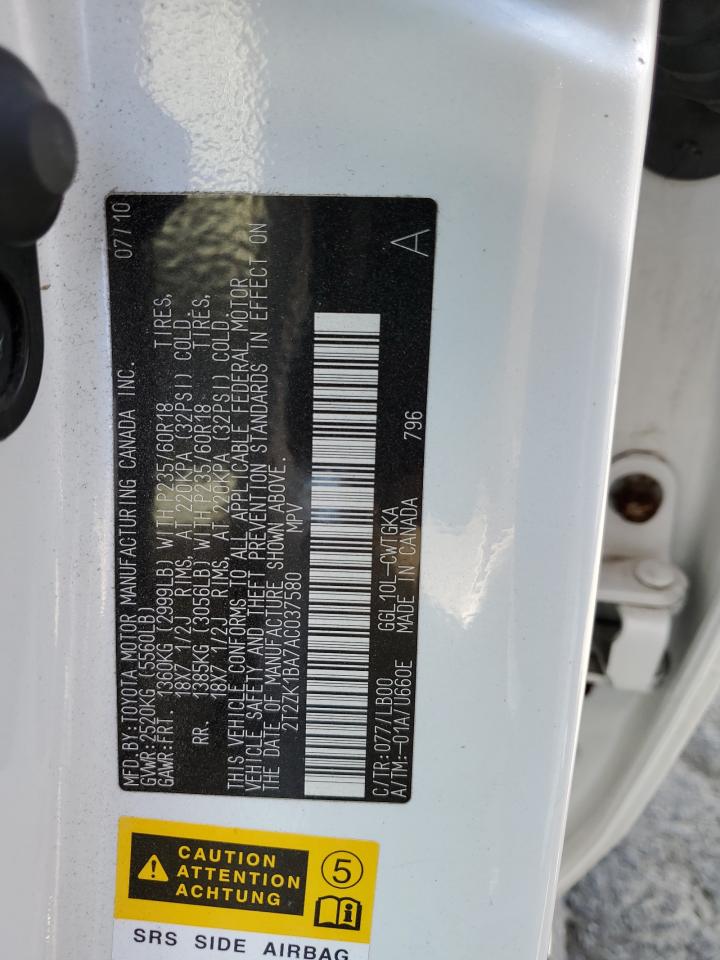 MFD.BY:TOYOTA MOTOR MANUFACTURING CANADA INC. 07/10
GVWR:2520KG (5560LB)
GAWR:FRT. 1360KG (2999LB) WITH P235/60R18 TIRES,
18X7 1/2J RIMS, AT 220KPA (32PSI) COLD.
RR. 1385KG (3056LB) WITH P235/60R18 TIRES,
18X7 1/2J RIMS, AT 220KPA (32PSI) COLD.
THIS VEHICLE CONFORMS TO ALL APPLICABLE FEDERAL MOTOR
VEHICLE SAFETY AND THEFT PREVENTION STANDARDS IN EFFECT ON
THE DATE OF MANUFACTURE SHOWN ABOVE.
2T2ZK1BA7AC037580 MPV
C/TR:077/LB00 GGL10L-CWTGKA
A/TM:-01A/U660E MADE IN CANADA 796 A
CAUTION
ATTENTION
ACHTUNG
5
SRS SIDE AIRBAG